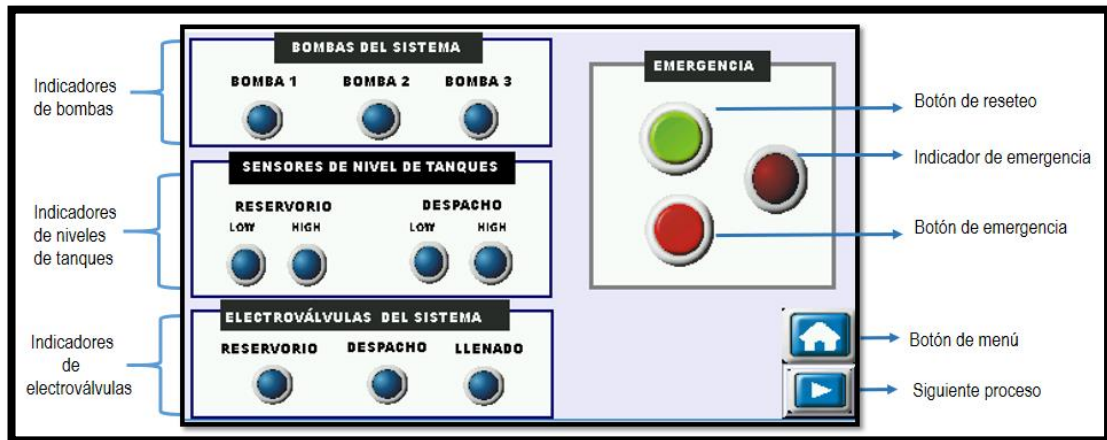 Indicadores
de bombas
BOMBAS DEL SISTEMA
BOMBA 1 BOMBA 2 BOMBA 3
Indicadores
de niveles
de tanques
SENSORES DE NIVEL DE TANQUES
RESERVORIO DESPACHO
LOW HIGH LOW HIGH
Indicadores
de
electroválvulas
ELECTROVÁLVULAS DEL SISTEMA
RESERVORIO DESPACHO LLENADO
EMERGENCIA
Botón de reseteo
Indicador de emergencia
Botón de emergencia
Botón de menú
Siguiente proceso